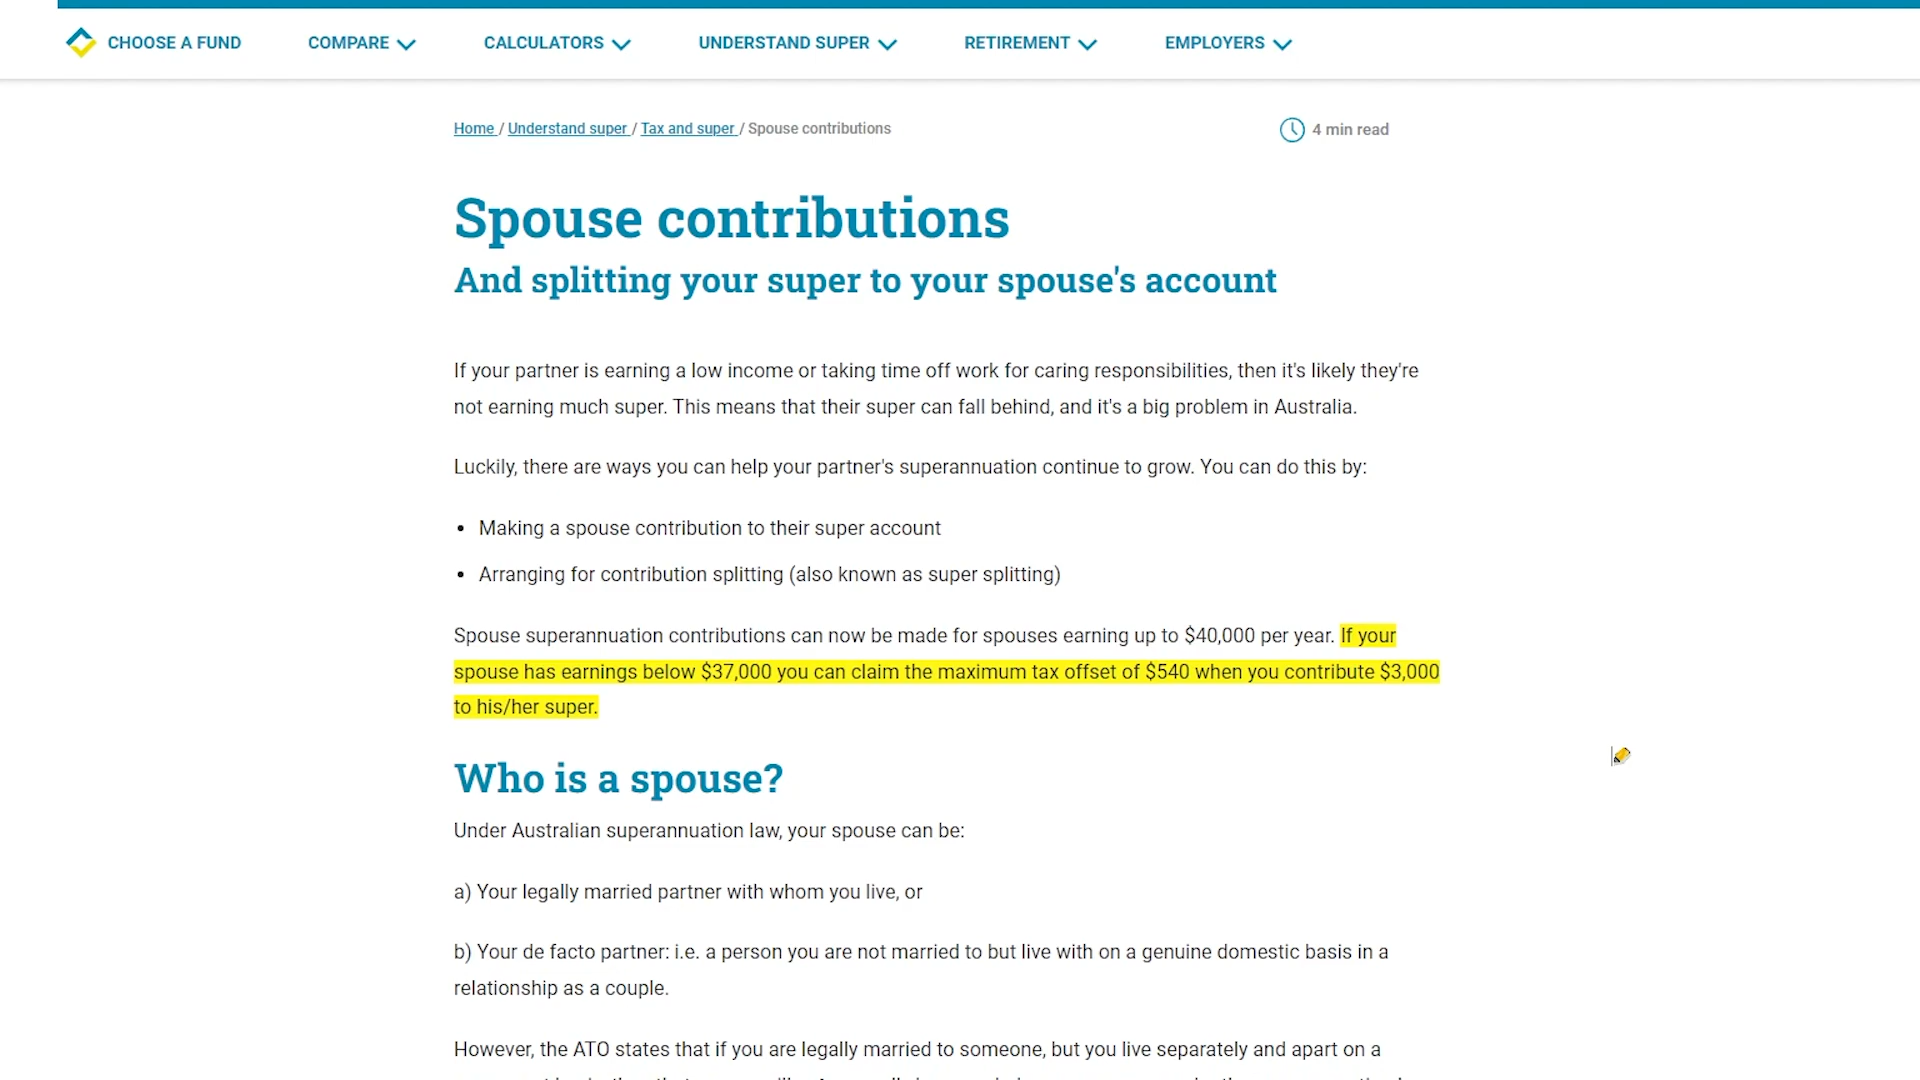 CHOOSE A FUND COMPARE CALCULATORS UNDERSTAND SUPER RETIREMENT EMPLOYERS
Home / Understand super / Tax and super / Spouse contributions 4 min read
Spouse contributions
And splitting your super to your spouse's account
If your partner is earning a low income or taking time off work for caring responsibilities, then it's likely they're
not earning much super. This means that their super can fall behind, and it's a big problem in Australia.
Luckily, there are ways you can help your partner's superannuation continue to grow. You can do this by:
• Making a spouse contribution to their super account
• Arranging for contribution splitting (also known as super splitting)
Spouse superannuation contributions can now be made for spouses earning up to $40,000 per year. If your
spouse has earnings below $37,000 you can claim the maximum tax offset of $540 when you contribute $3,000
to his/her super.
Who is a spouse?
Under Australian superannuation law, your spouse can be:
a) Your legally married partner with whom you live, or
b) Your de facto partner: i.e. a person you are not married to but live with on a genuine domestic basis in a
relationship as a couple.
However, the ATO states that if you are legally married to someone, but you live separately and apart on a